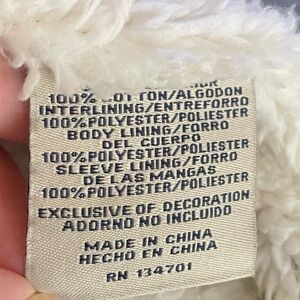 100% COTTON/ALGODON
INTERLINING/ENTREFORRO
100% POLYESTER/POLIESTER
BODY LINING/FORRO
DEL CUERPO
100% POLYESTER/POLIESTER
SLEEVE LINING/FORRO
DE LAS MANGAS
100% POLYESTER/POLIESTER
EXCLUSIVE OF DECORATION
ADORNO NO INCLUIDO
MADE IN CHINA
HECHO EN CHINA
RN 134701